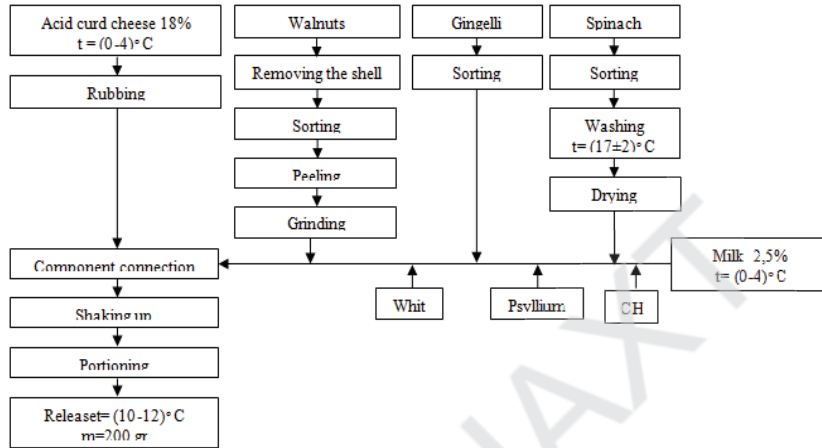 Acid curd cheese 18%
t = (0-4)°C
Rubbing
Walnuts
Removing the shell
Sorting
Peeling
Grinding
Gingelli
Sorting
Spinach
Sorting
Washing
t= (17±2)°C
Drying
Milk 2,5%
t= (0-4)°C
Whit
Psyllium
CH
Component connection
Shaking up
Portioning
Releaset= (10-12)°C
m=200 gr